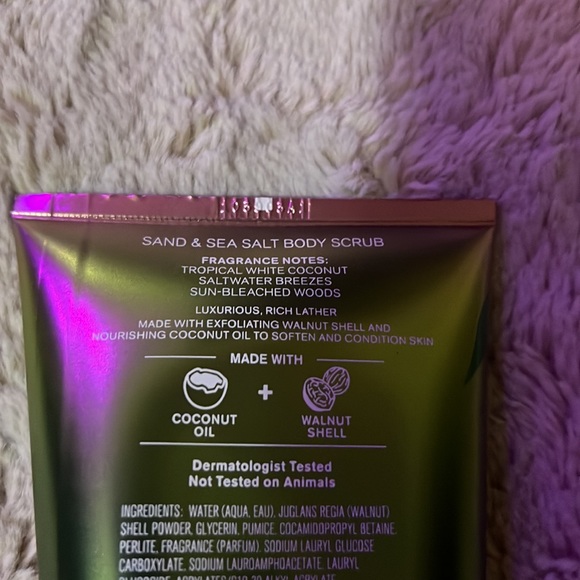 SAND & SEA SALT BODY SCRUB
FRAGRANCE NOTES:
TROPICAL WHITE COCONUT
SALTWATER BREEZES
SUN-BLEACHED WOODS
LUXURIOUS, RICH LATHER
MADE WITH EXFOLIATING WALNUT SHELL AND
NOURISHING COCONUT OIL TO SOFTEN AND CONDITION SKIN
MADE WITH
COCONUT
OIL
+
WALNUT
SHELL
Dermatologist Tested
Not Tested on Animals
INGREDIENTS: WATER (AQUA, EAU), JUGLANS REGIA (WALNUT)
SHELL POWDER, GLYCERIN, PUMICE, COCAMIDOPROPYL BETAINE,
PERLITE, FRAGRANCE (PARFUM), SODIUM LAURYL GLUCOSE
CARBOXYLATE, SODIUM LAUROAMPHOACETATE, LAURYL